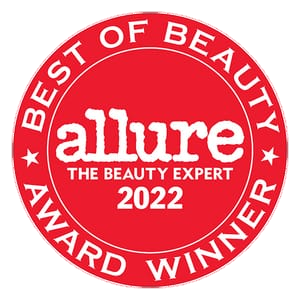 BEST OF BEAUTY
allure
THE BEAUTY EXPERT
2022
AWARD WINNER